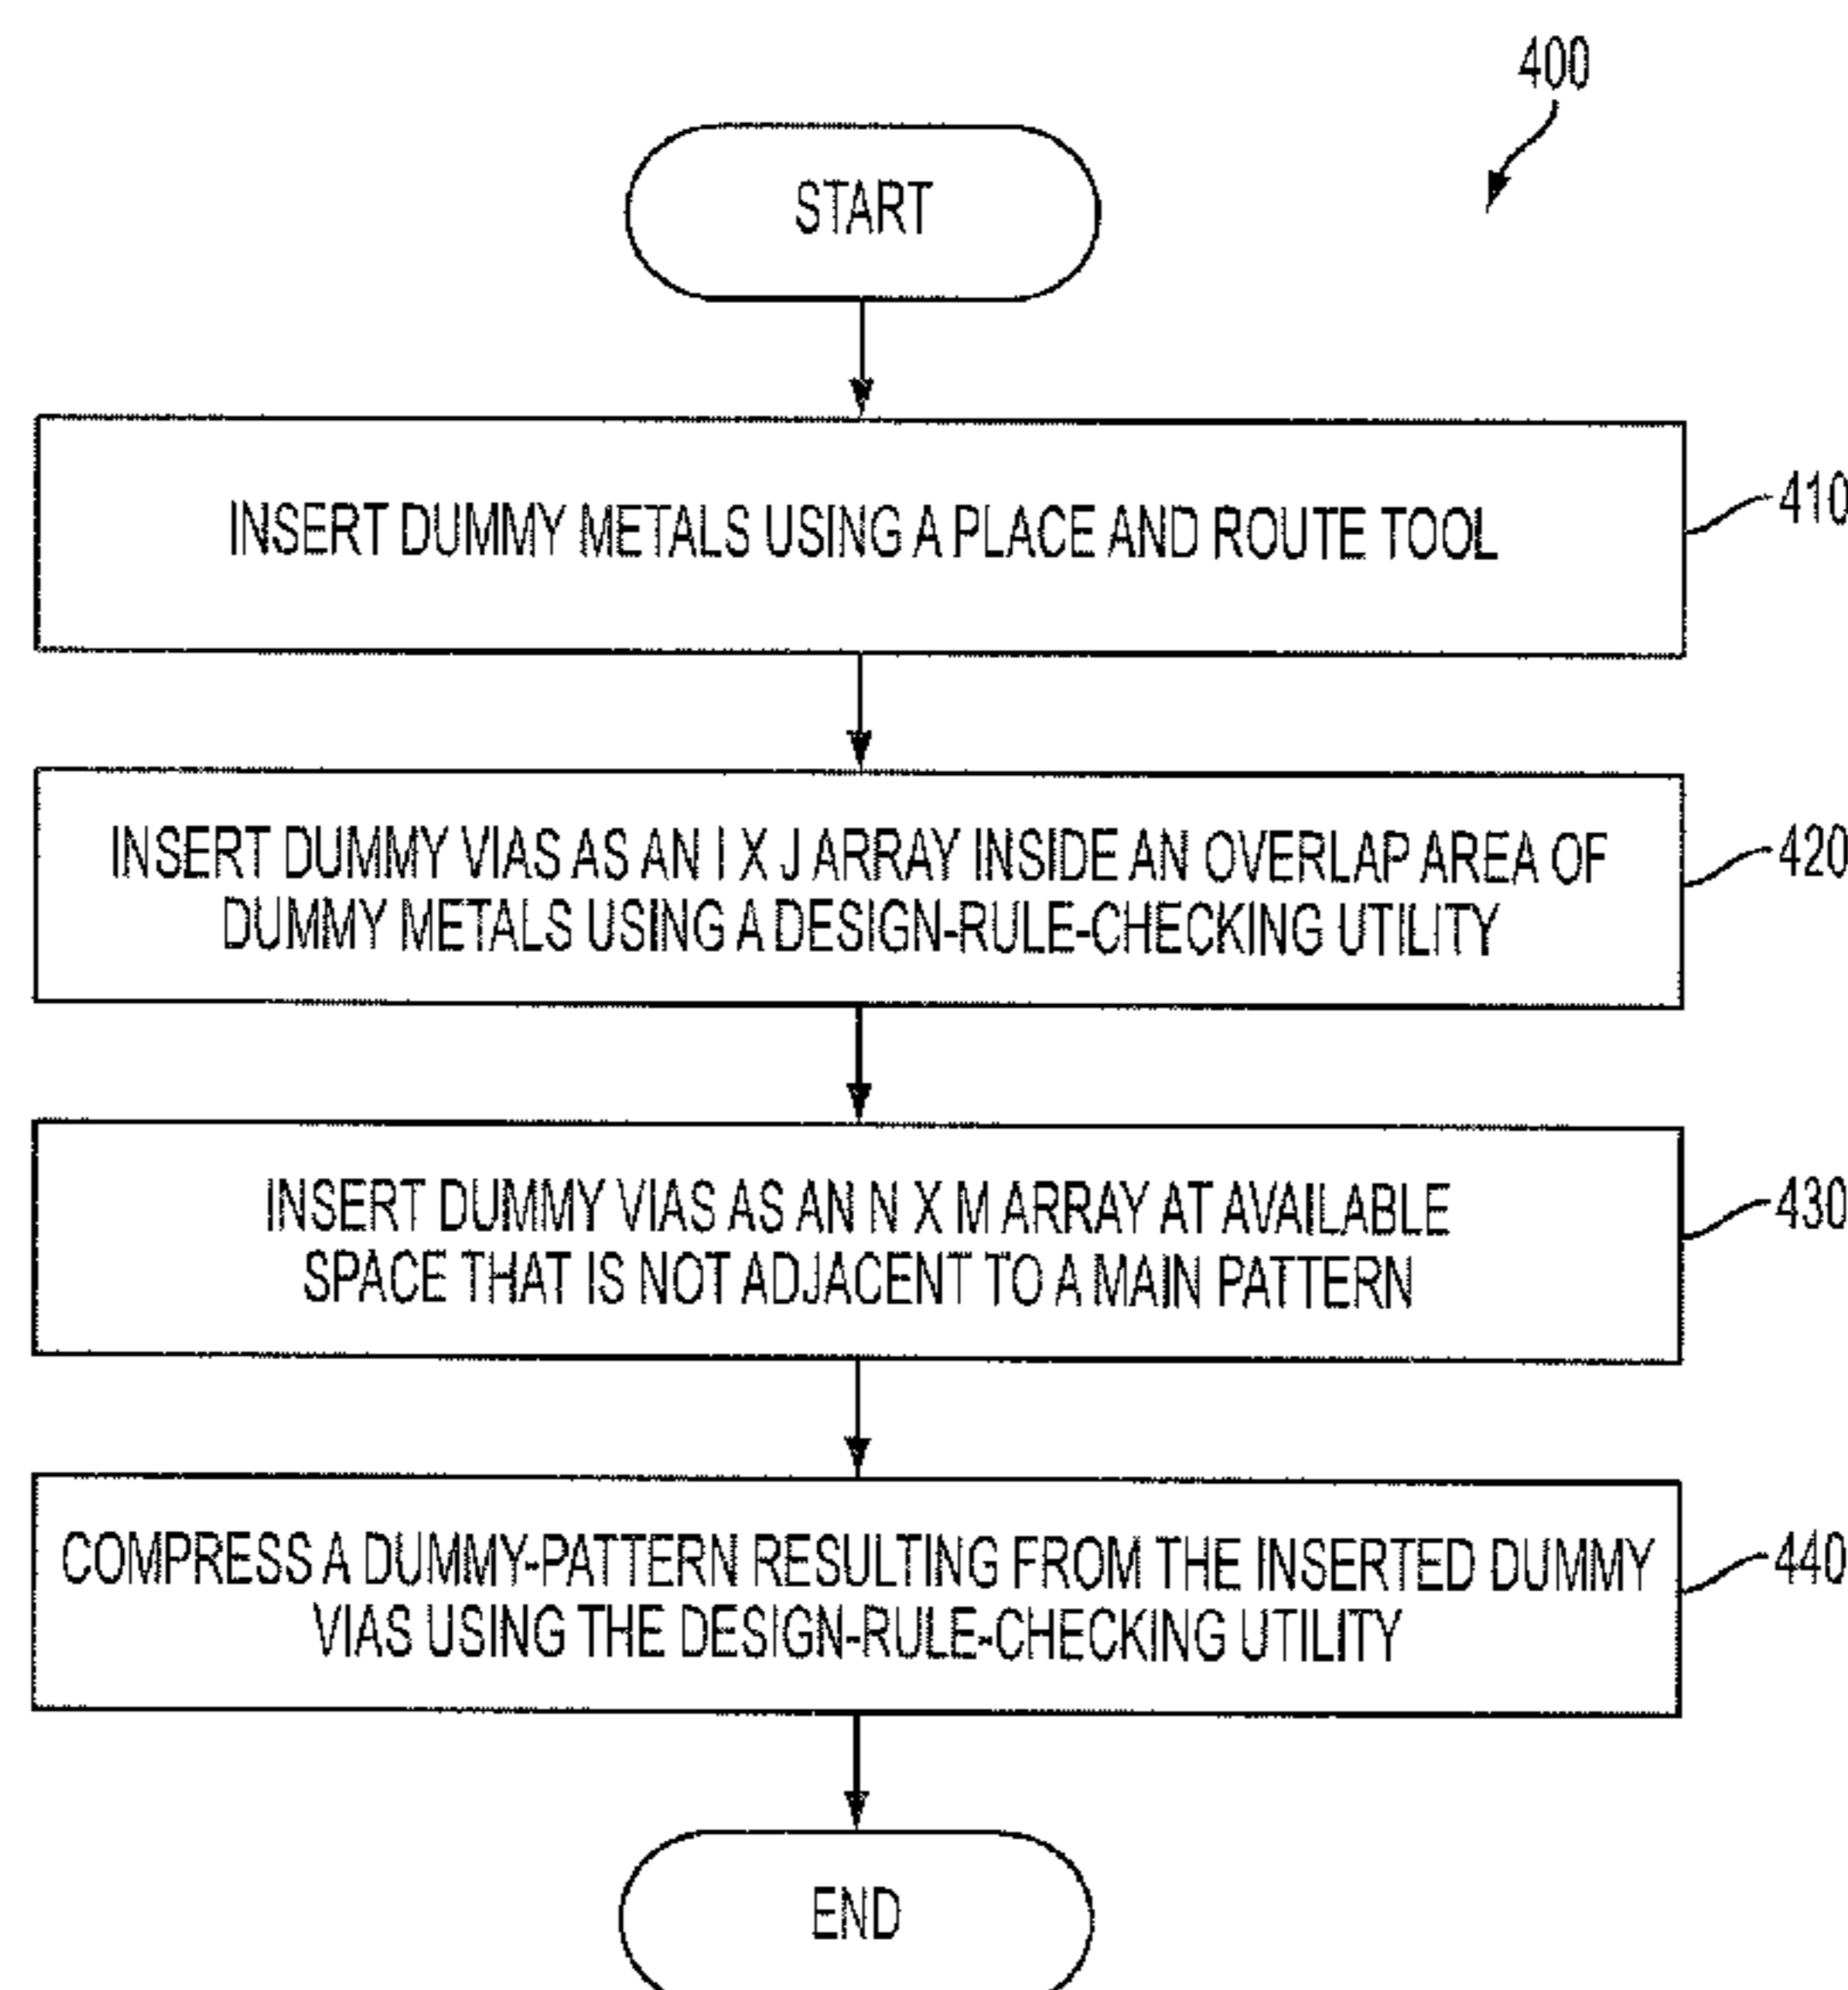 400
START
INSERT DUMMY METALS USING A PLACE AND ROUTE TOOL
410
INSERT DUMMY VIAS AS AN I X J ARRAY INSIDE AN OVERLAP AREA OF
DUMMY METALS USING A DESIGN-RULE-CHECKING UTILITY
420
INSERT DUMMY VIAS AS AN N X M ARRAY AT AVAILABLE
SPACE THAT IS NOT ADJACENT TO A MAIN PATTERN
430
COMPRESS A DUMMY-PATTERN RESULTING FROM THE INSERTED DUMMY
VIAS USING THE DESIGN-RULE-CHECKING UTILITY
440
END